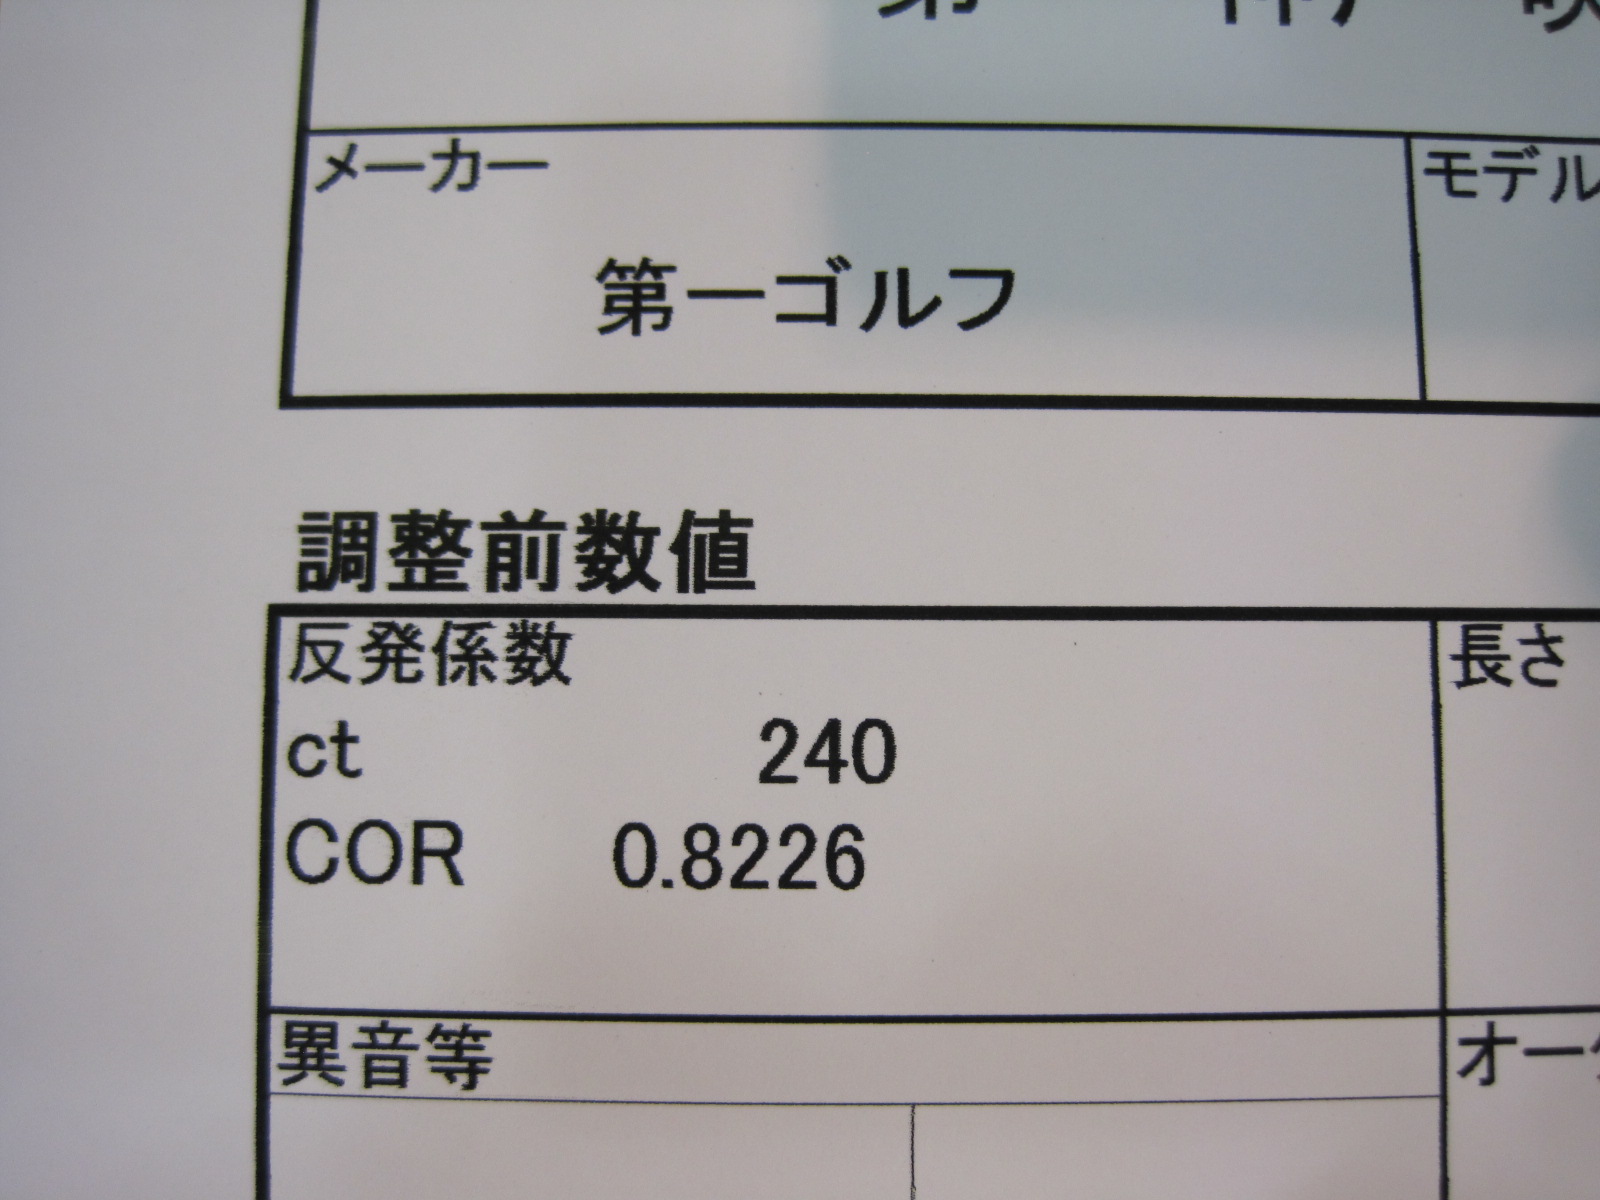 メーカー
モデル
第一ゴルフ
調整前数値
反発係数
長さ
ct 240
COR 0.8226
異音等